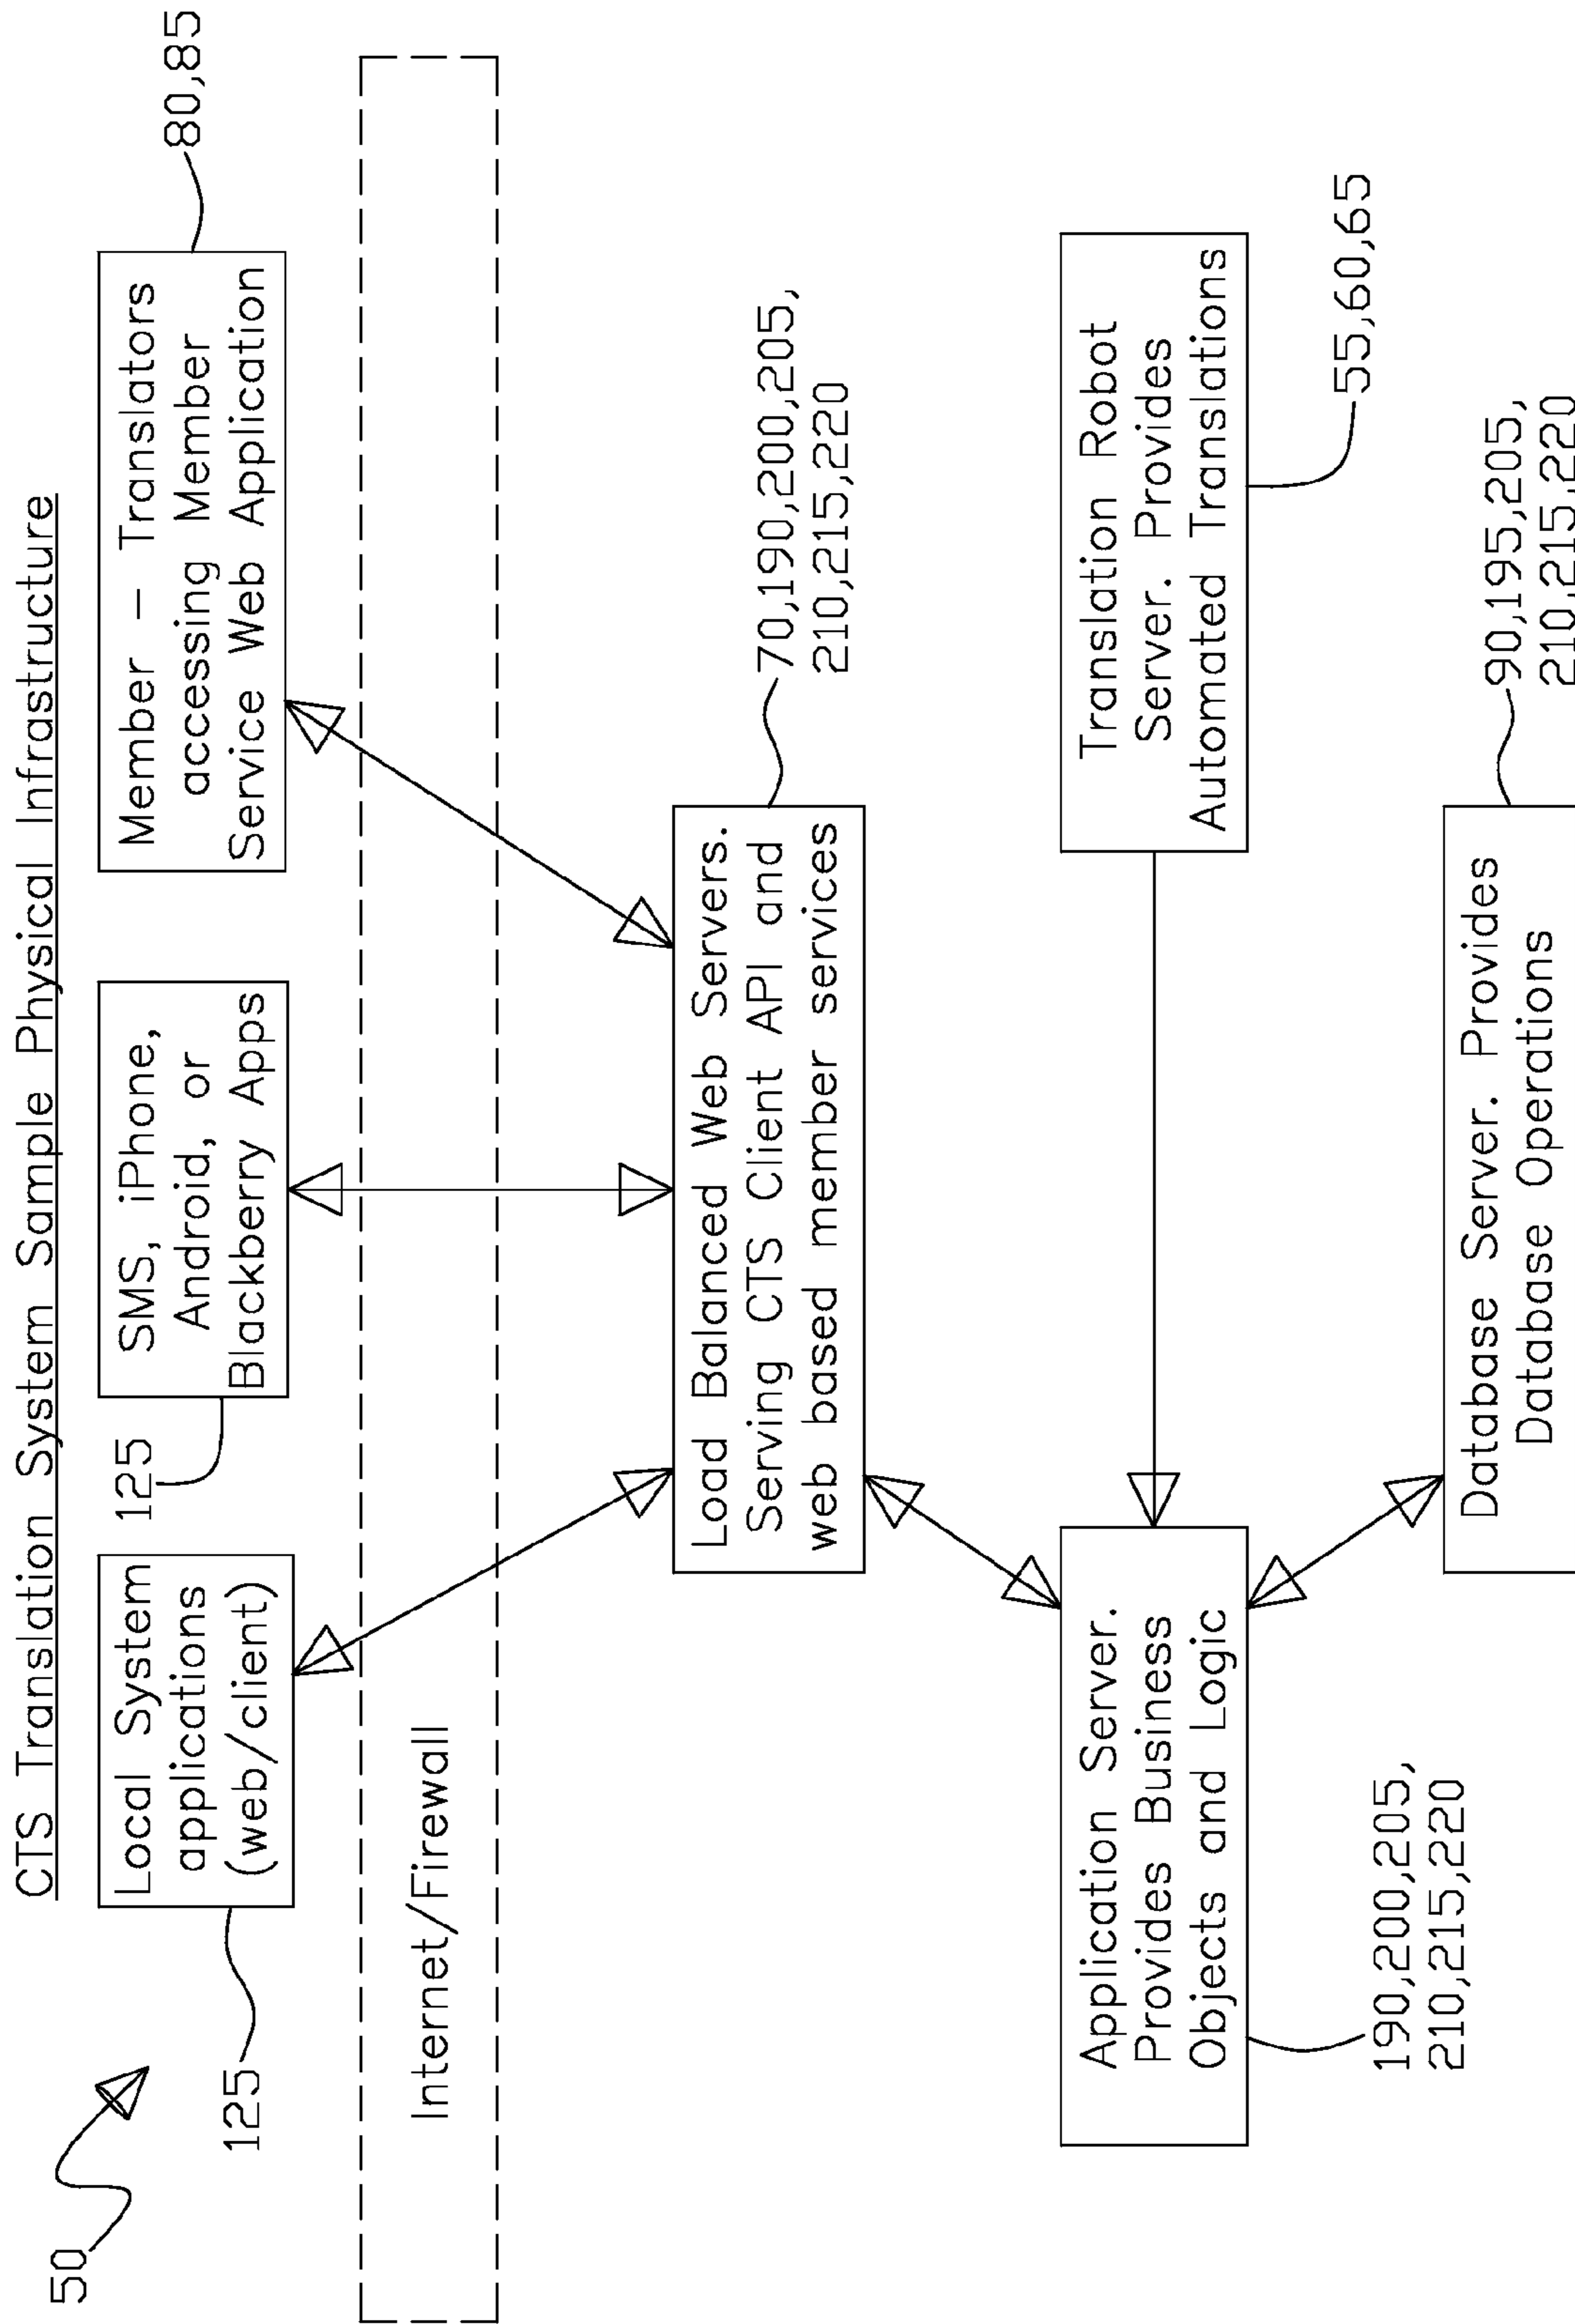 CTS Translation System Sample Physical Infrastructure
50
125
Local System
applications
(web/client)
125
SMS, iPhone,
Android, or
Blackberry Apps
Member – Translators
accessing Member
Service Web Application
80,85
Internet/Firewall
Load Balanced Web Servers.
Serving CTS Client API and
web based member services
70,190,200,205,
210,215,220
Application Server.
Provides Business
Objects and Logic
190,200,205,
210,215,220
Translation Robot
Server. Provides
Automated Translations
55,60,65
Database Server. Provides
Database Operations
90,195,205,
210,215,220